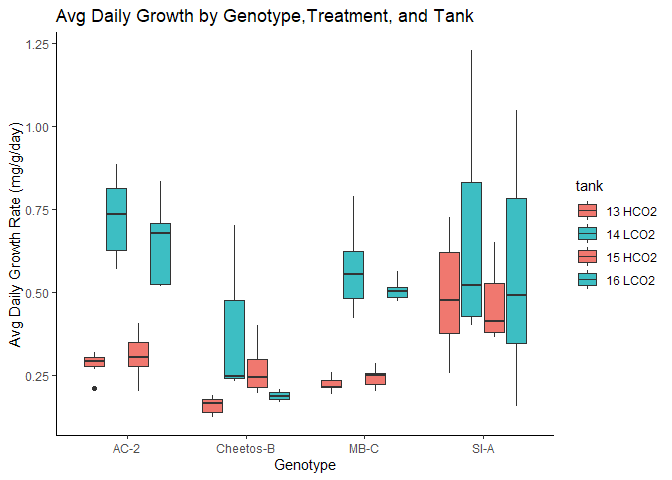 Avg Daily Growth by Genotype,Treatment, and Tank
Avg Daily Growth Rate (mg/g/day)
1.25
1.00
0.75
0.50
0.25
AC-2
Cheetos-B
MB-C
SI-A
Genotype
tank
13 HCO2
14 LCO2
15 HCO2
16 LCO2